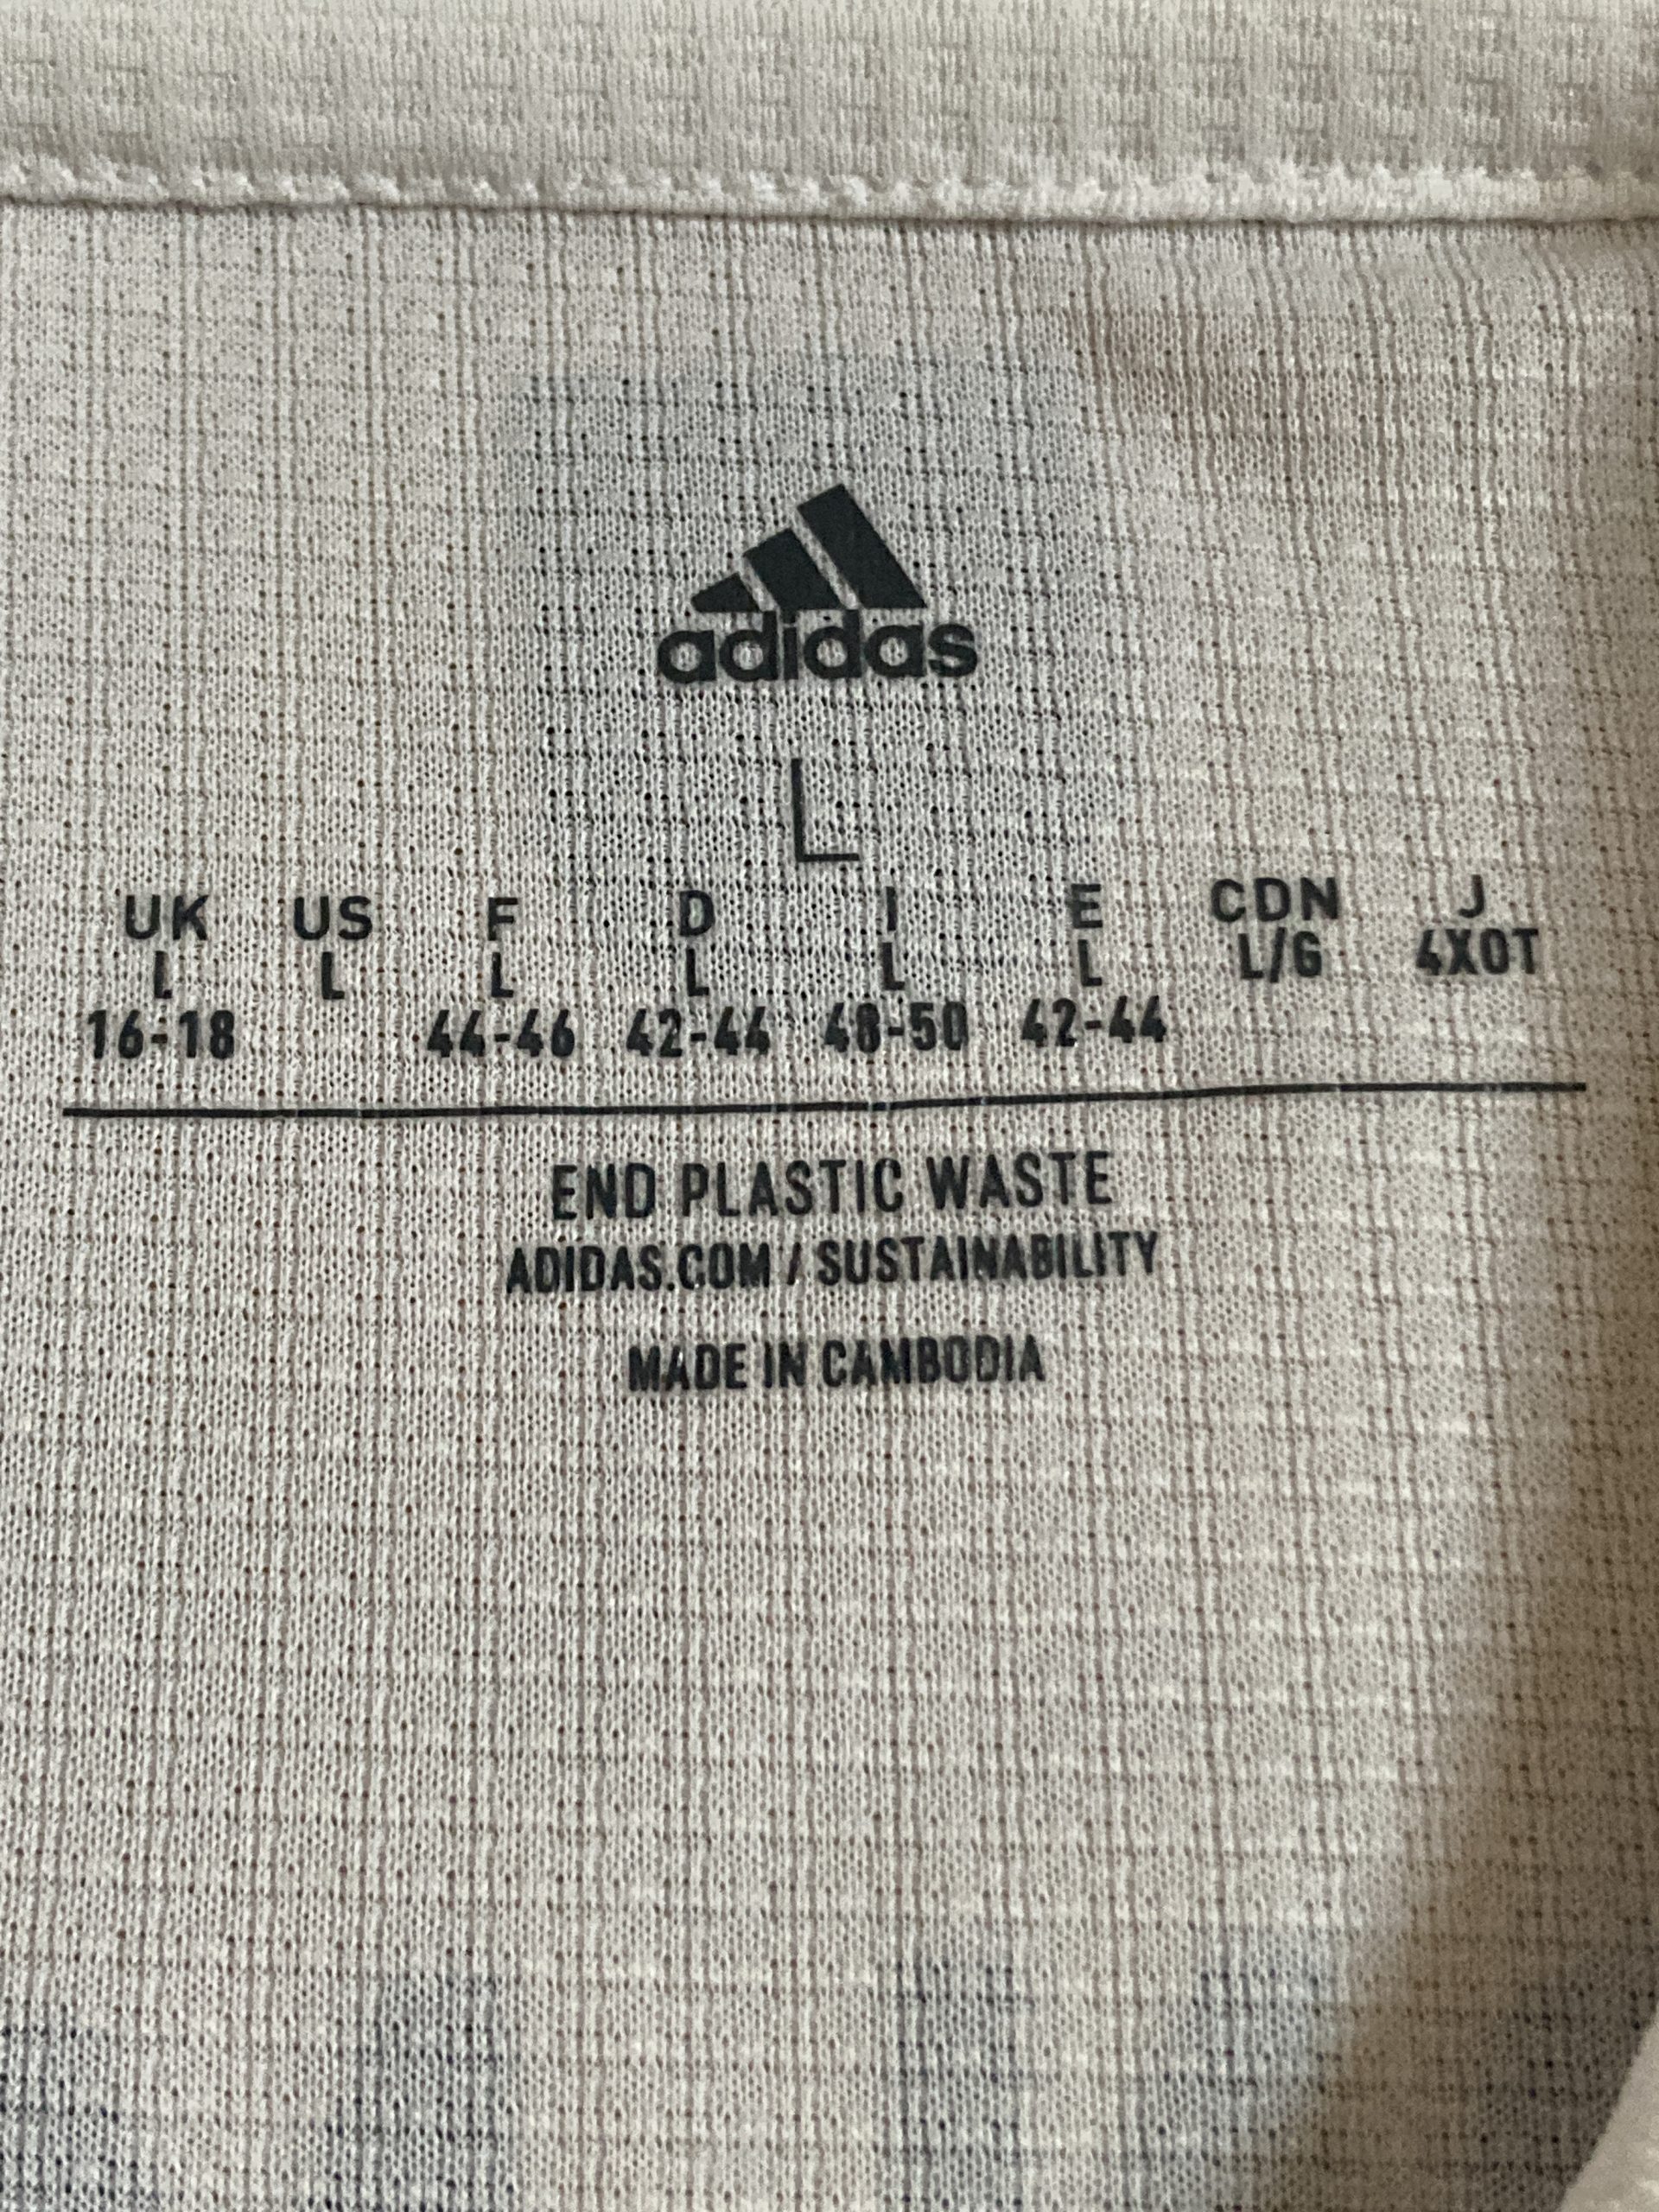 adidas
L
UK US F D I E CDN J
L L L L L L L/G 4XOT
16-18 44-46 42-44 48-50 42-44
END PLASTIC WASTE
ADIDAS.COM / SUSTAINABILITY
MADE IN CAMBODIA